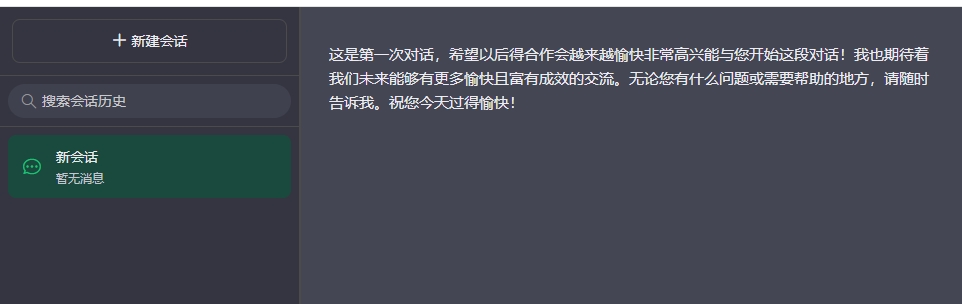 新建会话
搜索会话历史
新会话
暂无消息
这是第一次对话，希望以后得合作会越来越愉快非常高兴能与您开始这段对话！我也期待着
我们未来能够有更多愉快且富有成效的交流。无论您有什么问题或需要帮助的地方，请随时
告诉我。祝您今天过得愉快！